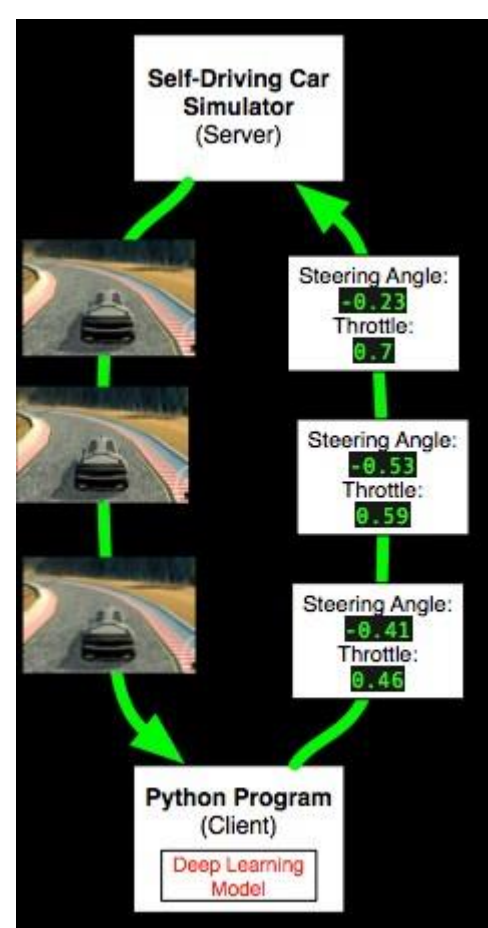 Self-Driving Car
Simulator
(Server)
Steering Angle:
-0.23
Throttle:
0.7
Steering Angle:
-0.53
Throttle:
0.59
Steering Angle:
-0.41
Throttle:
0.46
Python Program
(Client)
Deep Learning
Model